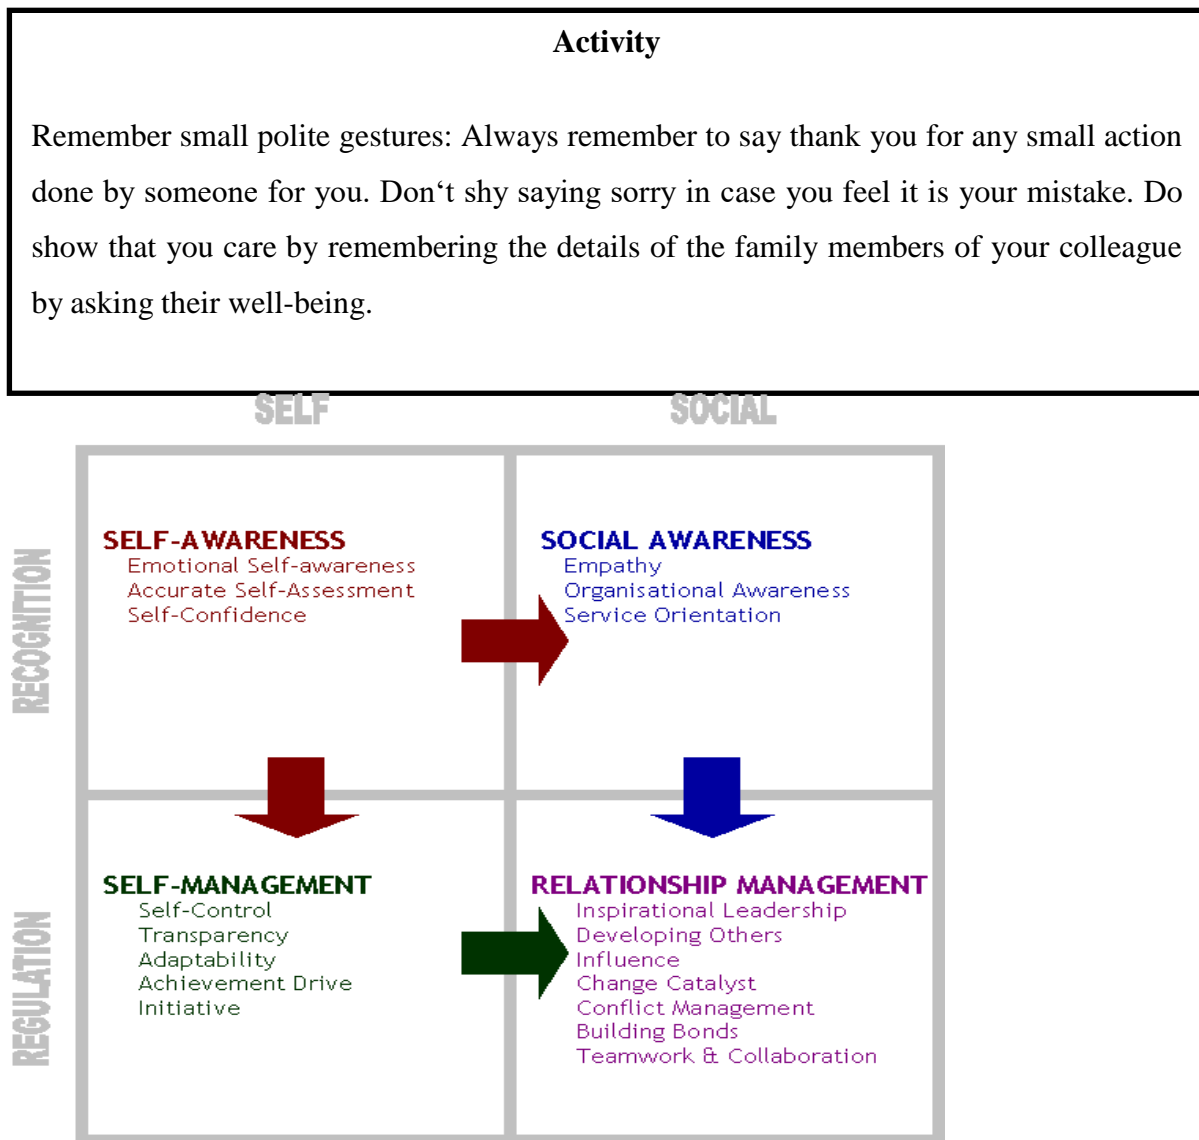 Activity
Remember small polite gestures: Always remember to say thank you for any small action
done by someone for you. Don‘t shy saying sorry in case you feel it is your mistake. Do
show that you care by remembering the details of the family members of your colleague
by asking their well-being.
SELF
SOCIAL
RECOGNITION
SELF-AWARENESS
Emotional Self-awareness
Accurate Self-Assessment
Self-Confidence
SOCIAL AWARENESS
Empathy
Organisational Awareness
Service Orientation
REGULATION
SELF-MANAGEMENT
Self-Control
Transparency
Adaptability
Achievement Drive
Initiative
RELATIONSHIP MANAGEMENT
Inspirational Leadership
Developing Others
Influence
Change Catalyst
Conflict Management
Building Bonds
Teamwork & Collaboration